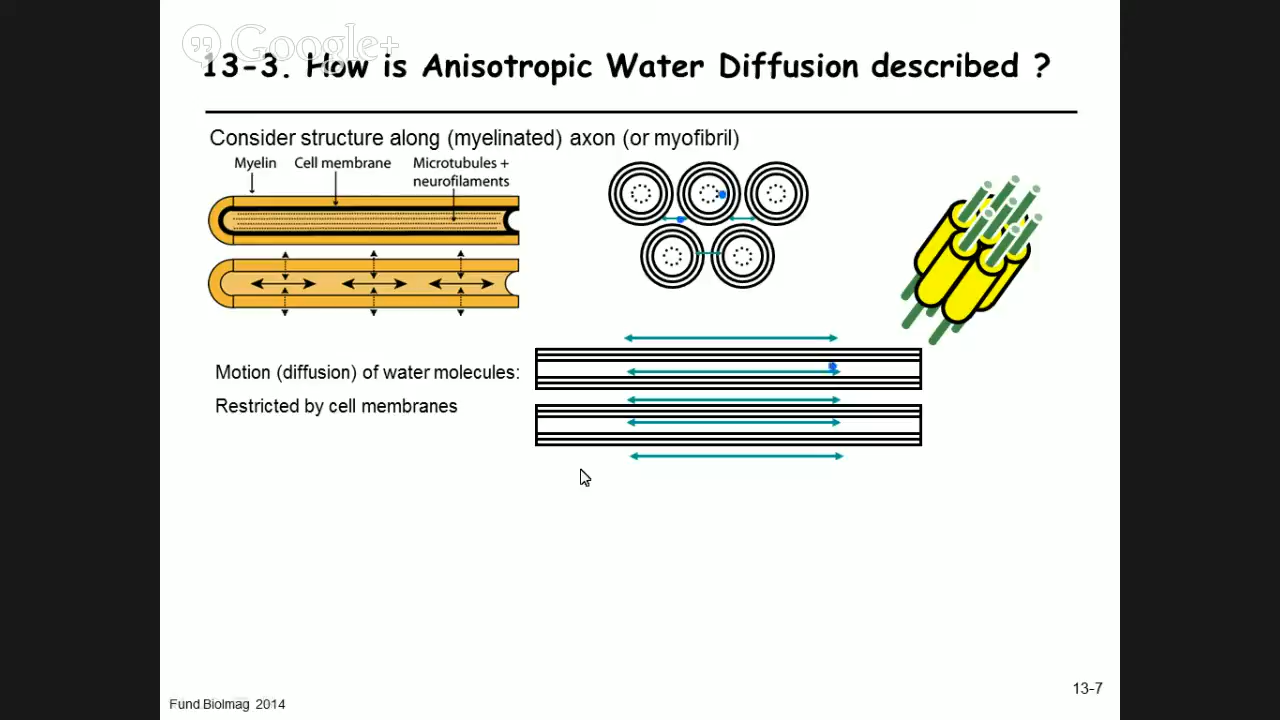 Google+
13-3. How is Anisotropic Water Diffusion described ?
Consider structure along (myelinated) axon (or myofibril)
Myelin
Cell membrane
Microtubules +
neurofilaments
Motion (diffusion) of water molecules:
Restricted by cell membranes
13-7
Fund BioImag 2014